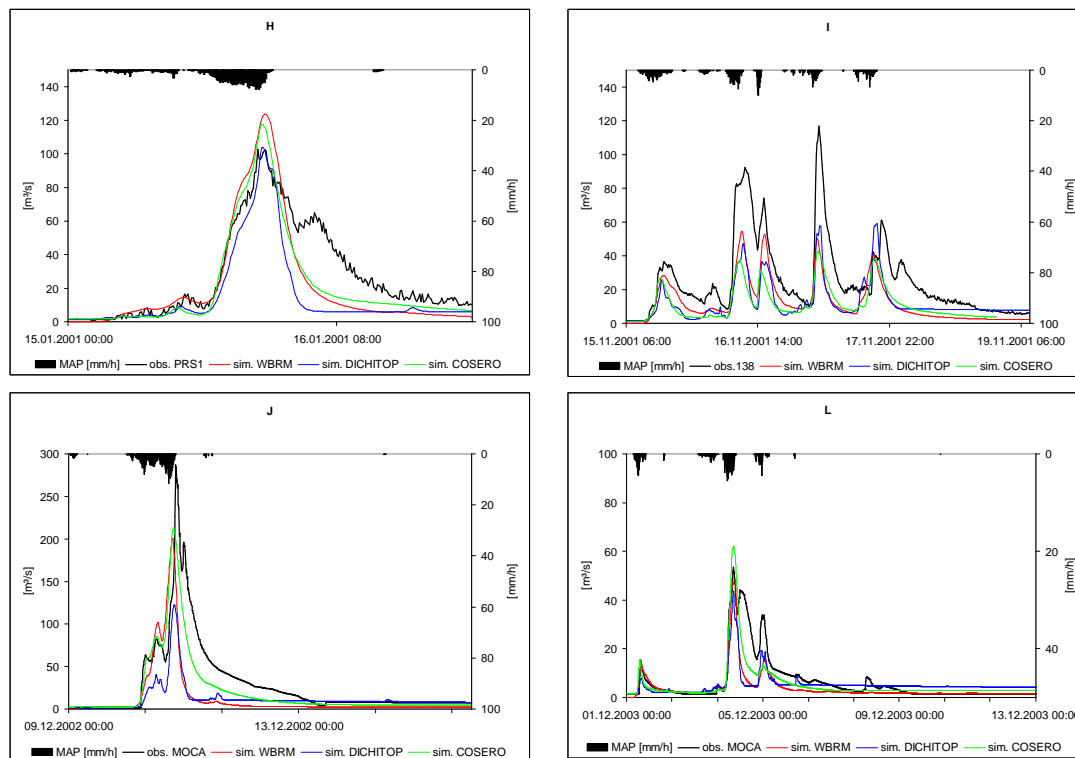 H
140
120
100
80
60
40
20
0
[m³/s]
0
20
40
60
80
100
[mm/h]
15.01.2001 00:00 16.01.2001 08:00
MAP [mm/h] obs. PRS1 sim. WBRM sim. DICHITOP sim. COSERO
I
140
120
100
80
60
40
20
0
[m³/s]
0
20
40
60
80
100
[mm/h]
15.11.2001 06:00 16.11.2001 14:00 17.11.2001 22:00 19.11.2001 06:00
MAP [mm/h] obs.138 sim. WBRM sim. DICHITOP sim. COSERO
J
300
250
200
150
100
50
0
[m³/s]
0
20
40
60
80
100
[mm/h]
09.12.2002 00:00 13.12.2002 00:00
MAP [mm/h] obs. MOCA sim. WBRM sim. DICHITOP sim. COSERO
L
100
80
60
40
20
0
[m³/s]
0
20
40
[mm/h]
01.12.2003 00:00 05.12.2003 00:00 09.12.2003 00:00 13.12.2003 00:00
MAP [mm/h] obs. MOCA sim. WBRM sim. DICHITOP sim. COSERO